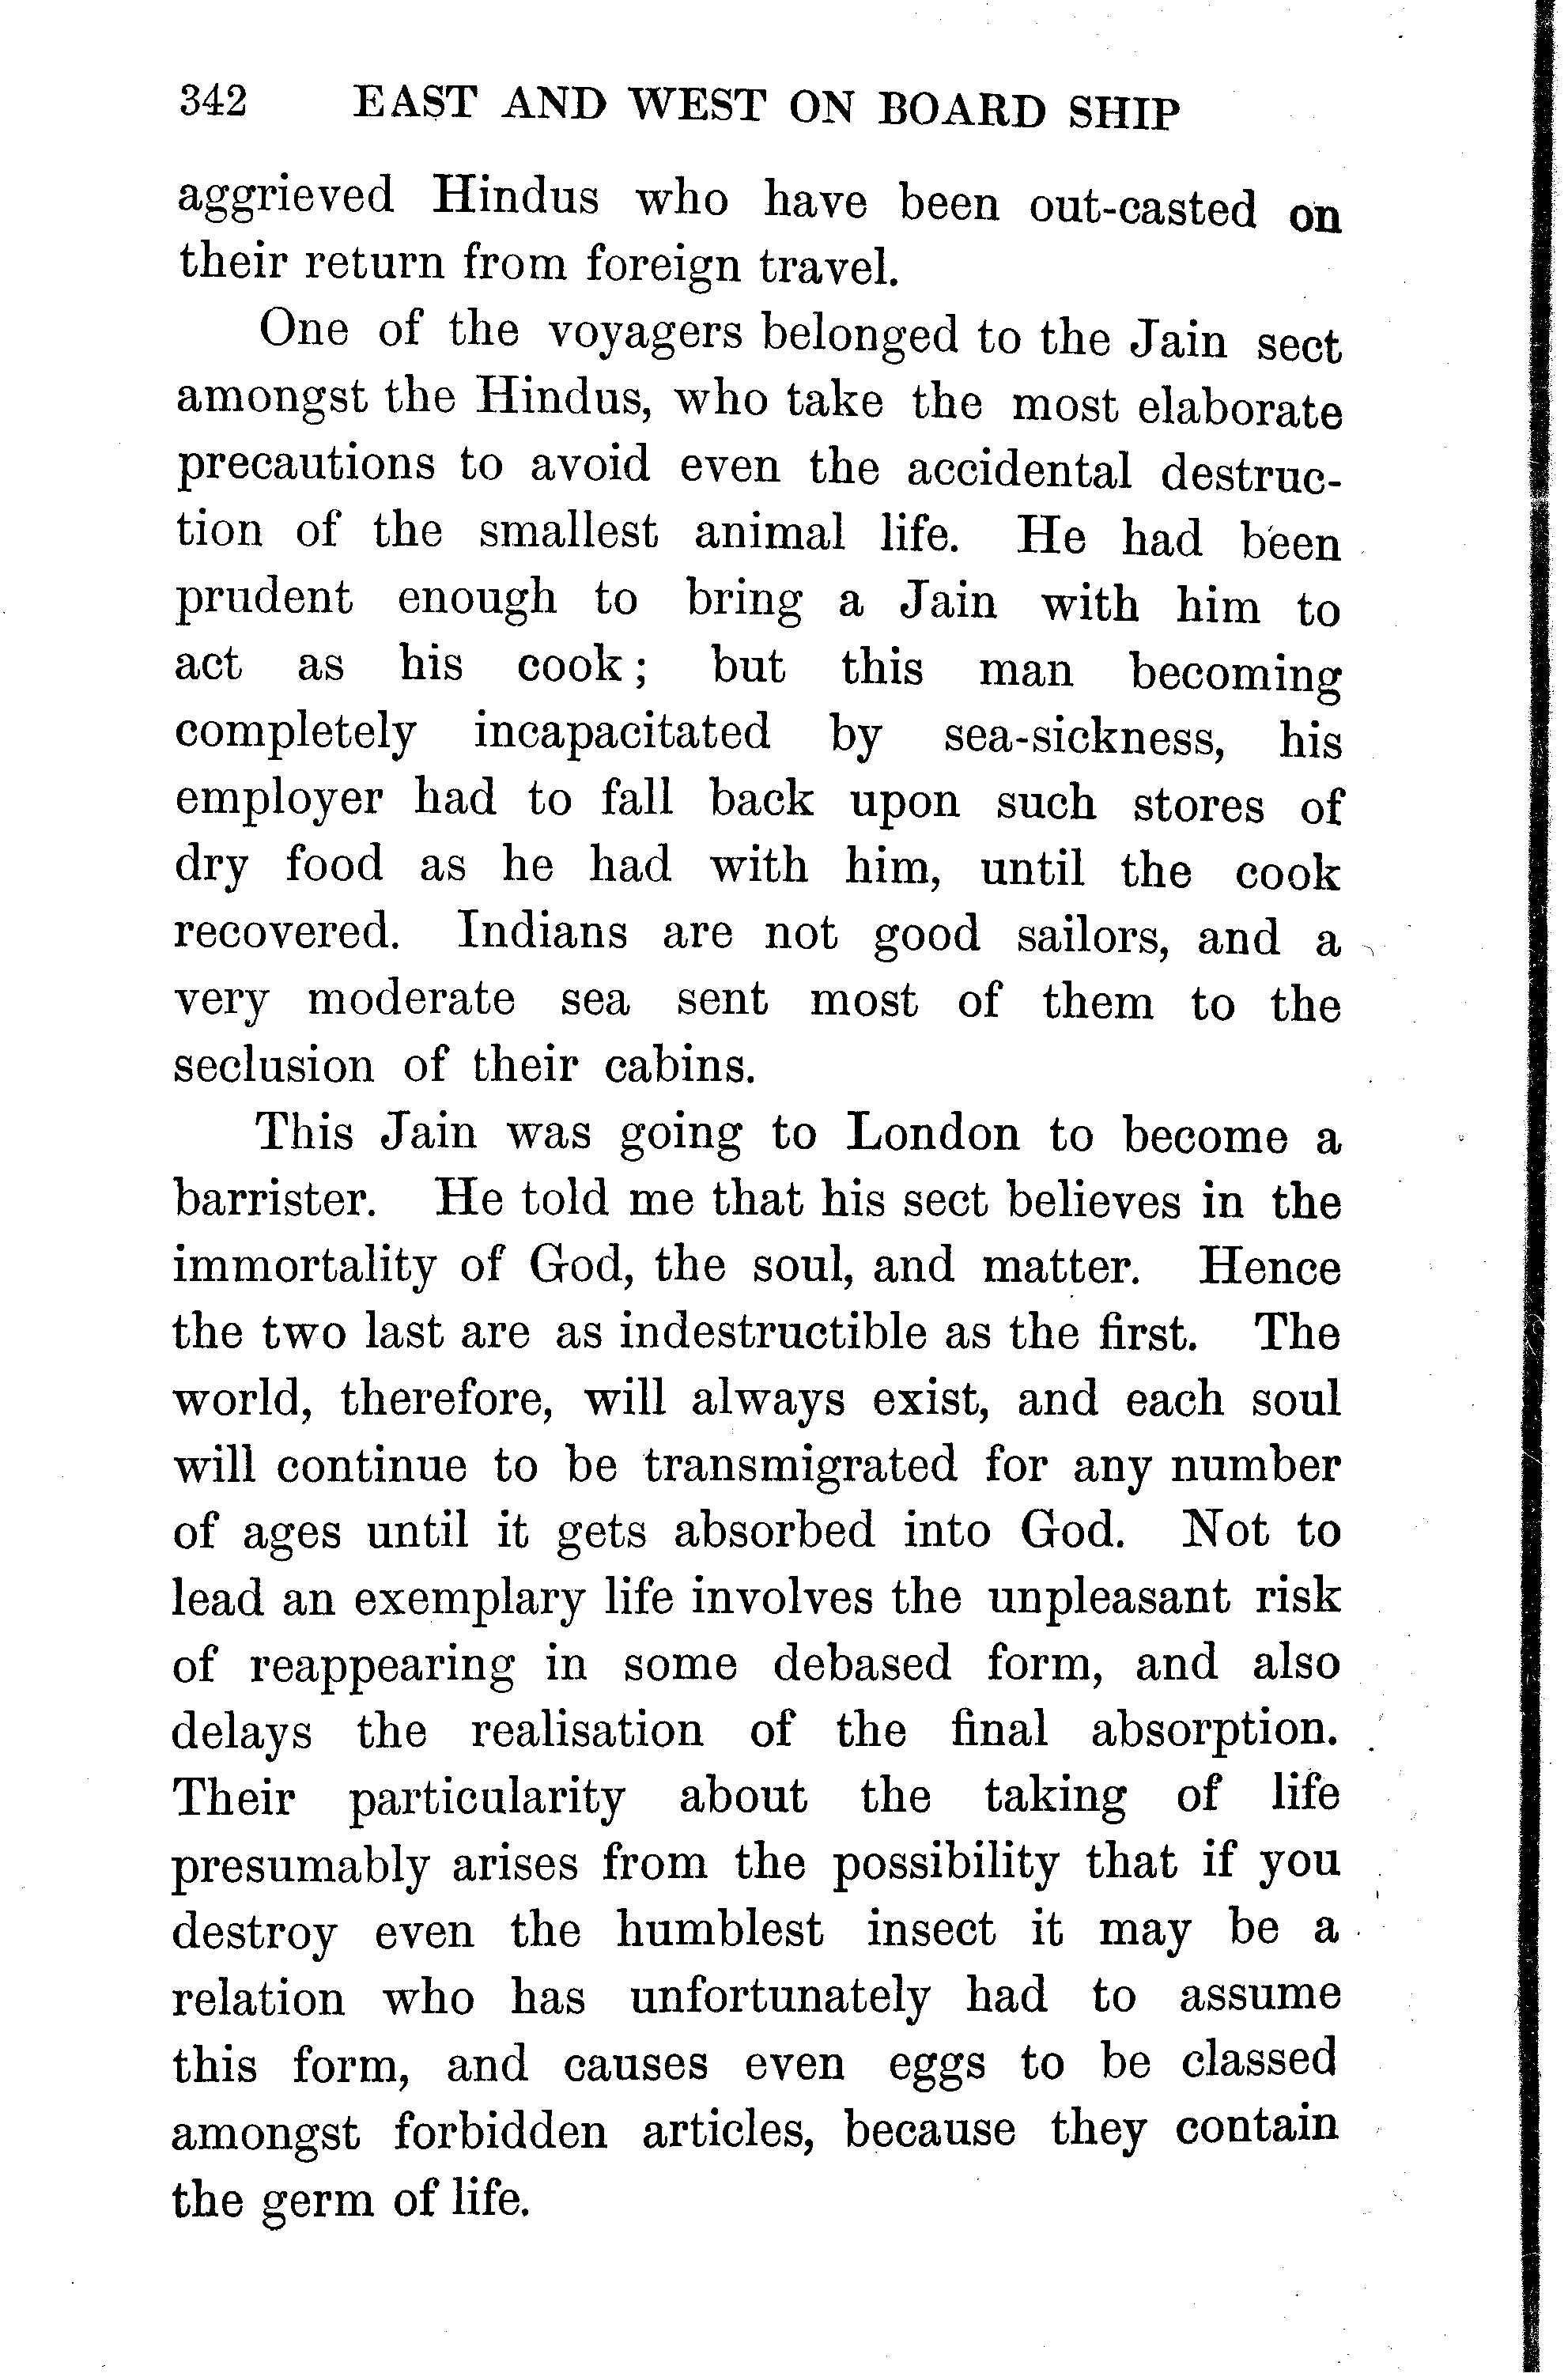 342 EAST AND WEST ON BOARD SHIP
aggrieved Hindus who have been out-casted on
their return from foreign travel.
One of the voyagers belonged to the Jain sect
amongst the Hindus, who take the most elaborate
precautions to avoid even the accidental destruc-
tion of the smallest animal life. He had been
prudent enough to bring a Jain with him to
act as his cook; but this man becoming
completely incapacitated by sea-sickness, his
employer had to fall back upon such stores of
dry food as he had with him, until the cook
recovered. Indians are not good sailors, and a
very moderate sea sent most of them to the
seclusion of their cabins.
This Jain was going to London to become a
barrister. He told me that his sect believes in the
immortality of God, the soul, and matter. Hence
the two last are as indestructible as the first. The
world, therefore, will always exist, and each soul
will continue to be transmigrated for any number
of ages until it gets absorbed into God. Not to
lead an exemplary life involves the unpleasant risk
of reappearing in some debased form, and also
delays the realisation of the final absorption.
Their particularity about the taking of life
presumably arises from the possibility that if you
destroy even the humblest insect it may be a
relation who has unfortunately had to assume
this form, and causes even eggs to be classed
amongst forbidden articles, because they contain
the germ of life.